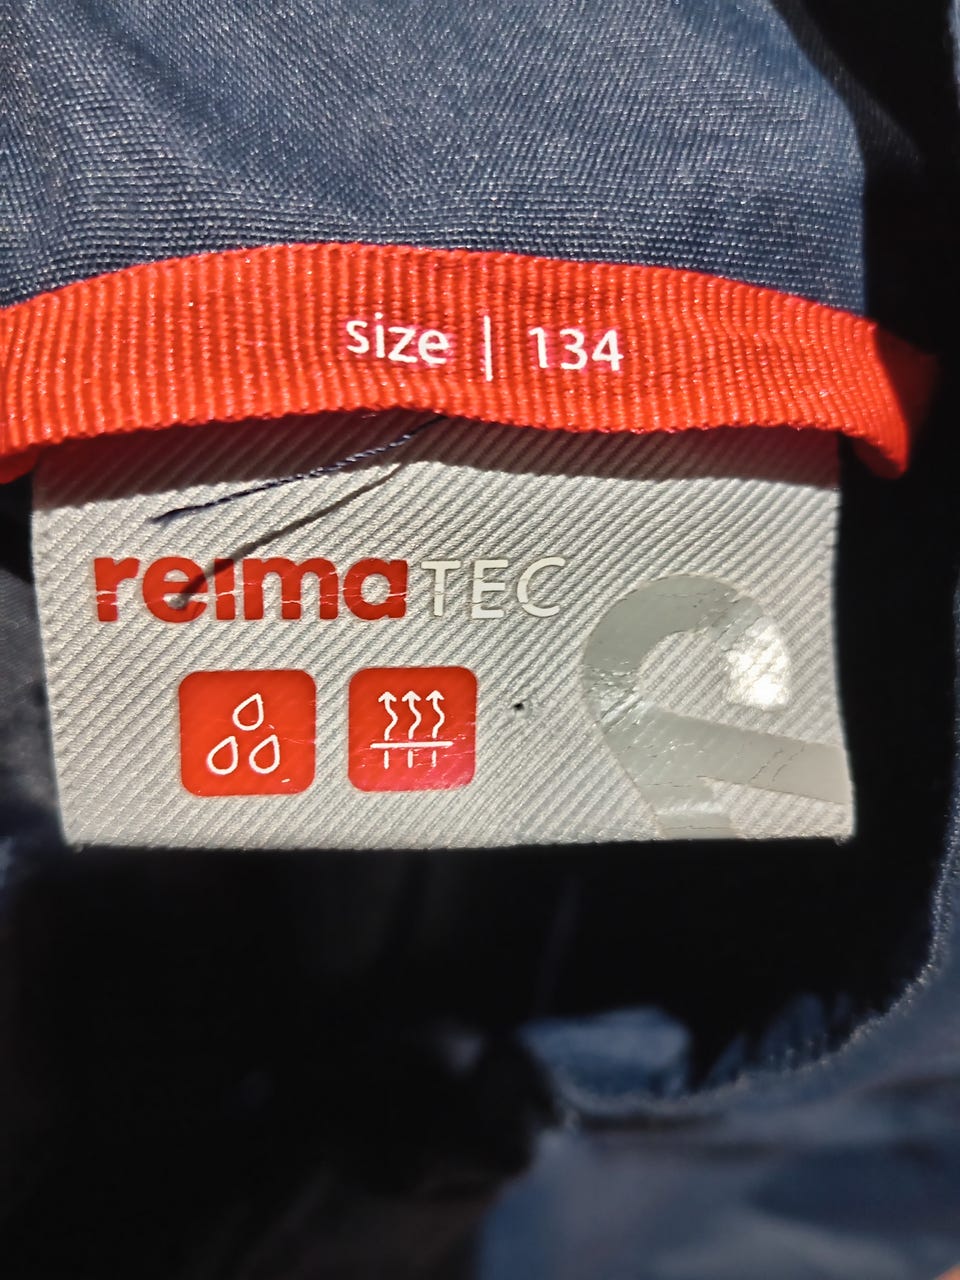 size | 134
reimaTEC